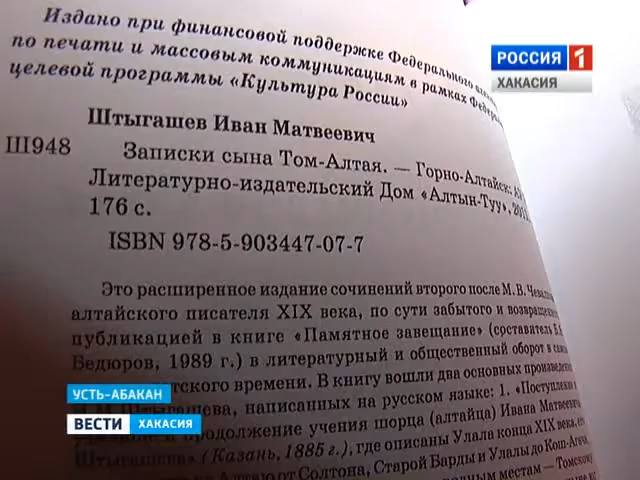 Издано при финансовой поддержке Федерального
по печати и массовым коммуникациям в рамках
целевой программы «Культура России»
РОССИЯ 1
ХАКАСИЯ
Штыгашев Иван Матвеевич
Ш948
Записки сына Том-Алтая. — Горно-Алтайск:
Литературно-издательский Дом «Алтын-Туу»,
176 с.
ISBN 978-5-903447-07-7
Это расширенное издание сочинений второго после М. В.
алтайского писателя XIX века, по сути забытого и
публикацией в книге «Памятное завещание» (составитель
Ведюров, 1989 г.) в литературный и общественный оборот в
времени. В книгу вошли два основных
написанных на русском языке: 1. «Поступление
продолжение учения шорца (алтайца) Ивана
(Казань, 1885 г.), где описаны Улала конца XIX века,
от Солтона, Старой Барды и Улалы до Кош-Агача,
местам — Томскому
УСТЬ-АБАКАН
ВЕСТИ ХАКАСИЯ